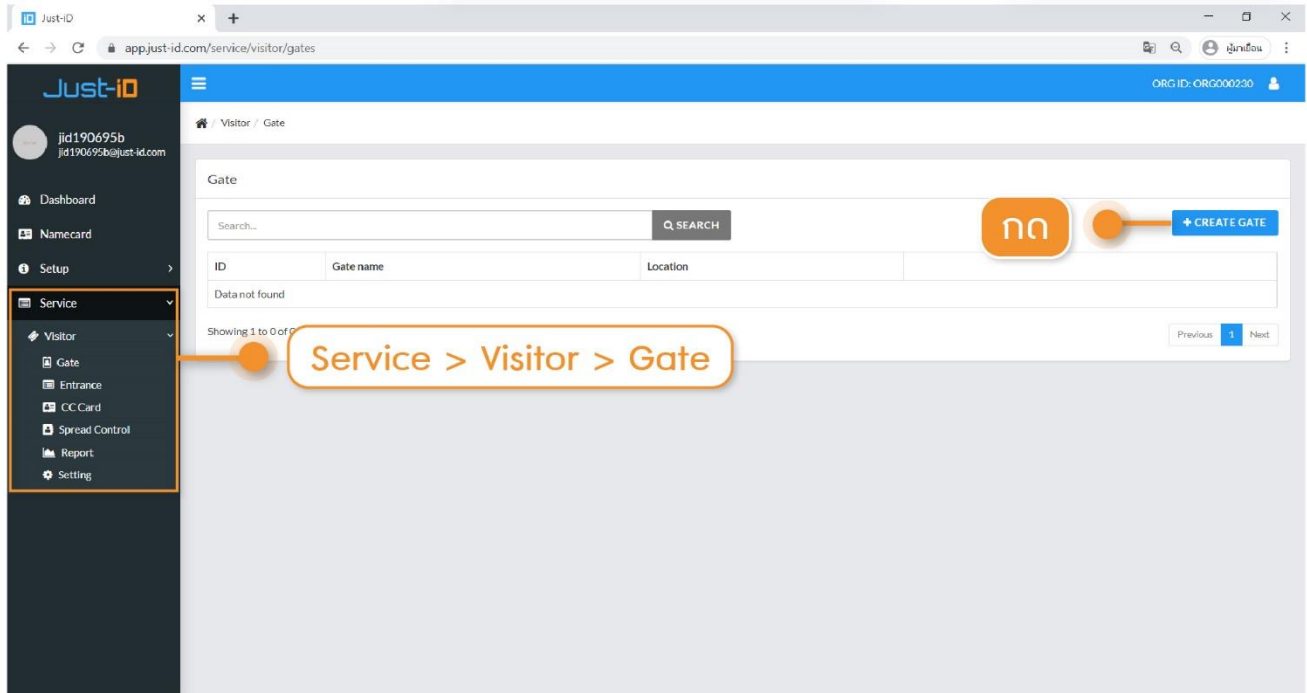 Just-iD
app.just-id.com/service/visitor/gates
ผู้มาเยือน
Just-iD
ORG ID: ORG000230
jid190695b
jid190695b@just-id.com
/ Visitor / Gate
Dashboard
Namecard
Setup
Service
Visitor
Gate
Entrance
CC Card
Spread Control
Report
Setting
Gate
Search...
SEARCH
กด
+ CREATE GATE
ID Gate name Location
Data not found
Showing 1 to 0 of
Previous 1 Next
Service > Visitor > Gate